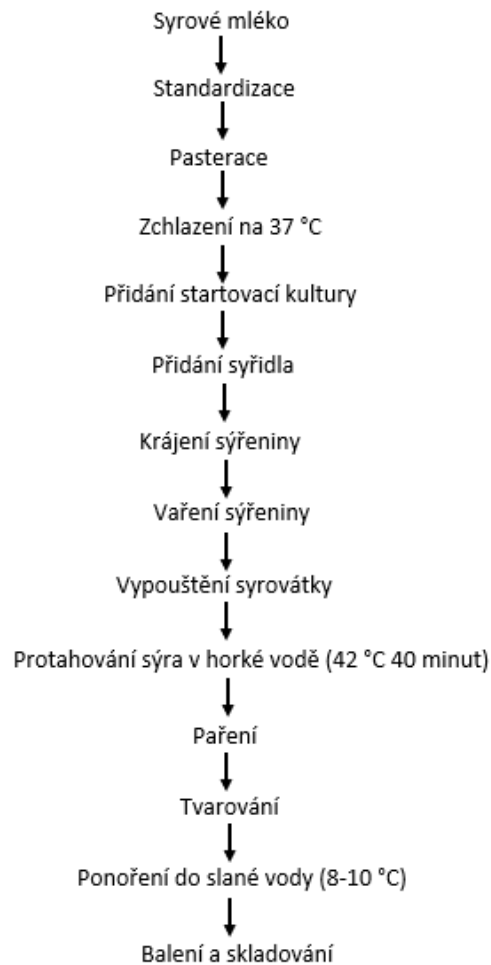 Syrové mléko
Standardizace
Pasterace
Zchlazení na 37 °C
Přidání startovací kultury
Přidání syřidla
Krájení sýřeniny
Vaření sýřeniny
Vypouštění syrovátky
Protahování sýra v horké vodě (42 °C 40 minut)
Paření
Tvarování
Ponoření do slané vody (8-10 °C)
Balení a skladování